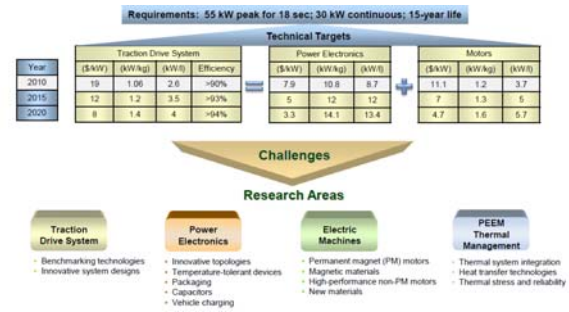 Requirements: 55 kW peak for 18 sec; 30 kW continuous; 15-year life
Technical Targets
Traction Drive System Power Electronics Motors
Year ($/kW) (kW/kg) (kW/l) Efficiency ($/kW) (kW/kg) (kW/l) ($/kW) (kW/kg) (kW/l)
2010 19 1.06 2.6 >90% = 7.9 10.8 8.7 + 11.1 1.2 3.7
2015 12 1.2 3.5 >93% 5 12 12 7 1.3 5
2020 8 1.4 4 >94% 3.3 14.1 13.4 4.7 1.6 5.7
Challenges
Research Areas
Traction
Drive System
• Benchmarking technologies
• Innovative system designs
Power
Electronics
• Innovative topologies
• Temperature-tolerant devices
• Packaging
• Capacitors
• Vehicle charging
Electric
Machines
• Permanent magnet (PM) motors
• Magnetic materials
• High-performance non-PM motors
• New materials
PEEM
Thermal
Management
• Thermal system integration
• Heat transfer technologies
• Thermal stress and reliability